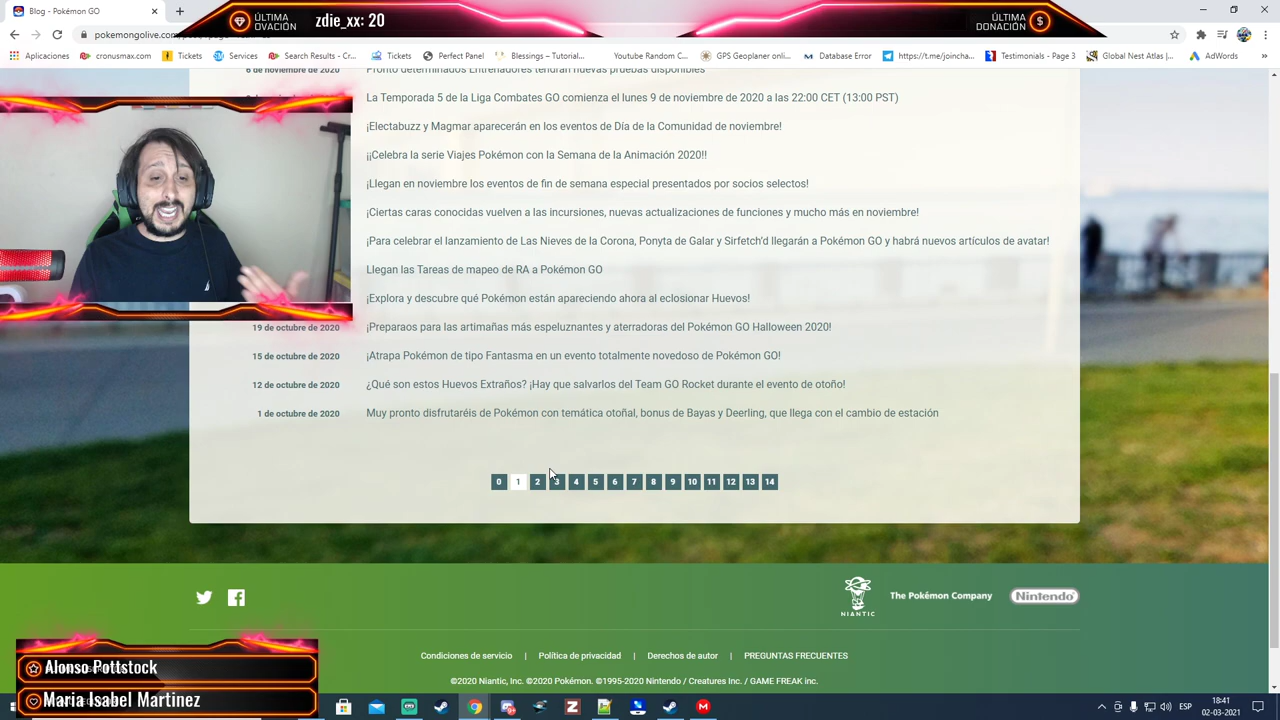 Blog - Pokémon GO
ÚLTIMA OVACIÓN
zdie_xx: 20
ÚLTIMA DONACIÓN
pokemongolive.com
Aplicaciones
cronusmax.com
Tickets
Services
Search Results - Cr...
Tickets
Perfect Panel
Blessings – Tutorial...
Youtube Random C...
GPS Geoplaner onli...
Database Error
https://t.me/joincha...
Testimonials - Page 3
Global Nest Atlas |...
AdWords
6 de noviembre de 2020
Pronto determinados Entrenadores tendrán nuevas pruebas disponibles
La Temporada 5 de la Liga Combates GO comienza el lunes 9 de noviembre de 2020 a las 22:00 CET (13:00 PST)
¡Electabuzz y Magmar aparecerán en los eventos de Día de la Comunidad de noviembre!
¡¡Celebra la serie Viajes Pokémon con la Semana de la Animación 2020!!
¡Llegan en noviembre los eventos de fin de semana especial presentados por socios selectos!
¡Ciertas caras conocidas vuelven a las incursiones, nuevas actualizaciones de funciones y mucho más en noviembre!
¡Para celebrar el lanzamiento de Las Nieves de la Corona, Ponyta de Galar y Sirfetch’d llegarán a Pokémon GO y habrá nuevos artículos de avatar!
Llegan las Tareas de mapeo de RA a Pokémon GO
¡Explora y descubre qué Pokémon están apareciendo ahora al eclosionar Huevos!
19 de octubre de 2020
¡Preparaos para las artimañas más espeluznantes y aterradoras del Pokémon GO Halloween 2020!
15 de octubre de 2020
¡Atrapa Pokémon de tipo Fantasma en un evento totalmente novedoso de Pokémon GO!
12 de octubre de 2020
¿Qué son estos Huevos Extraños? ¡Hay que salvarlos del Team GO Rocket durante el evento de otoño!
1 de octubre de 2020
Muy pronto disfrutaréis de Pokémon con temática otoñal, bonus de Bayas y Deerling, que llega con el cambio de estación
0 1 2 3 4 5 6 7 8 9 10 11 12 13 14
NIANTIC
The Pokémon Company
Nintendo
Condiciones de servicio | Política de privacidad | Derechos de autor | PREGUNTAS FRECUENTES
©2020 Niantic, Inc. ©2020 Pokémon. ©1995-2020 Nintendo / Creatures Inc. / GAME FREAK inc.
Alonso Pottstock
Maria Isabel Martinez
ESP
18:41
02-03-2021